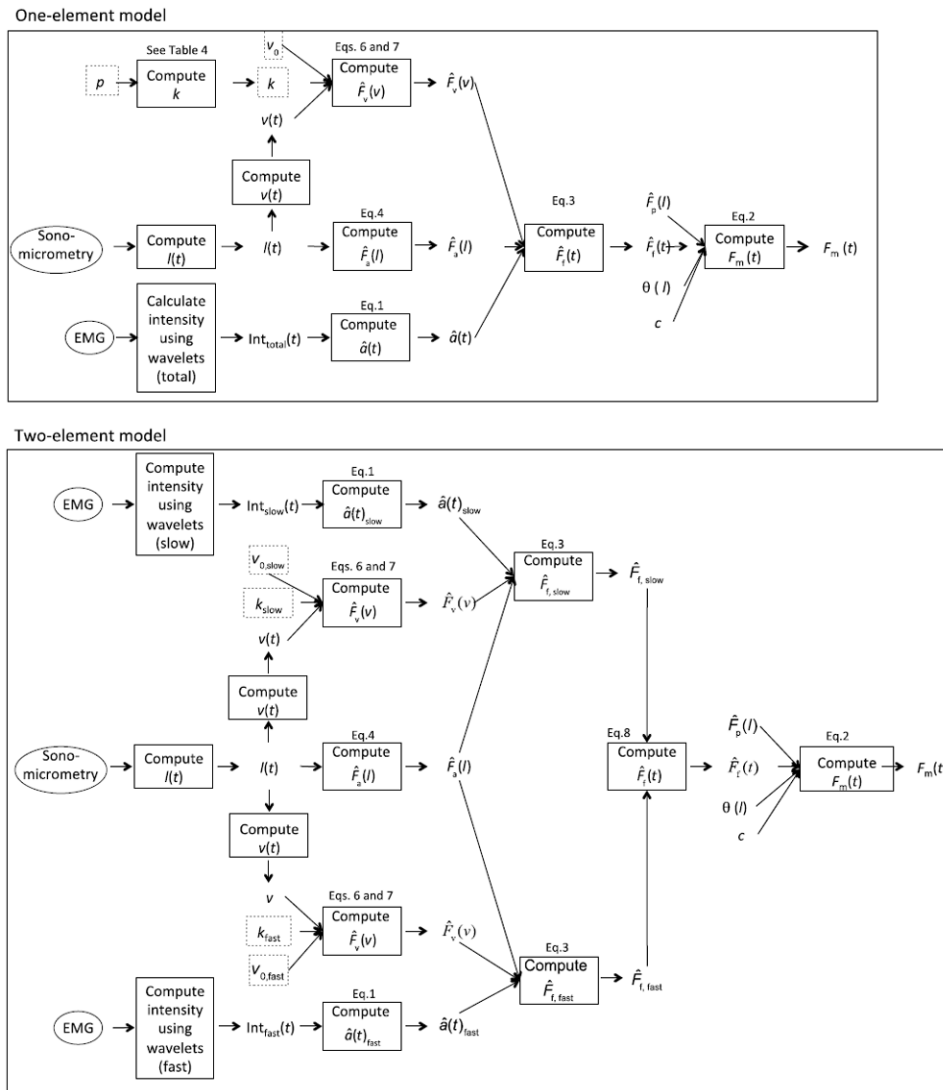 One-element model
See Table 4
p
Compute
k
v₀
k
v(t)
Eqs. 6 and 7
Compute
F̂ᵥ(v)
F̂ᵥ(v)
Compute
v(t)
Sono-
micrometry
Compute
l(t)
l(t)
Eq.4
Compute
F̂ₐ(l)
F̂ₐ(l)
Eq.3
Compute
F̂f(t)
F̂ₚ(l)
F̂f(t)
θ (l)
c
Eq.2
Compute
Fₘ(t)
Fₘ(t)
EMG
Calculate
intensity
using
wavelets
(total)
Inttotal(t)
Eq.1
Compute
â(t)
â(t)
Two-element model
EMG
Compute
intensity
using
wavelets
(slow)
Intslow(t)
Eq.1
Compute
â(t)slow
â(t)slow
v0,slow
kslow
v(t)
Eqs. 6 and 7
Compute
F̂ᵥ(v)
F̂ᵥ(v)
Eq.3
Compute
F̂f, slow
F̂f, slow
Compute
v(t)
Sono-
micrometry
Compute
l(t)
l(t)
Eq.4
Compute
F̂ₐ(l)
F̂ₐ(l)
Eq.8
Compute
F̂f(t)
F̂ₚ(l)
F̂f(t)
θ (l)
c
Eq.2
Compute
Fₘ(t)
Fₘ(t)
Compute
v(t)
v
kfast
v0,fast
Eqs. 6 and 7
Compute
F̂ᵥ(v)
F̂ᵥ(v)
Eq.3
Compute
F̂f, fast
F̂f, fast
EMG
Compute
intensity
using
wavelets
(fast)
Intfast(t)
Eq.1
Compute
â(t)fast
â(t)fast